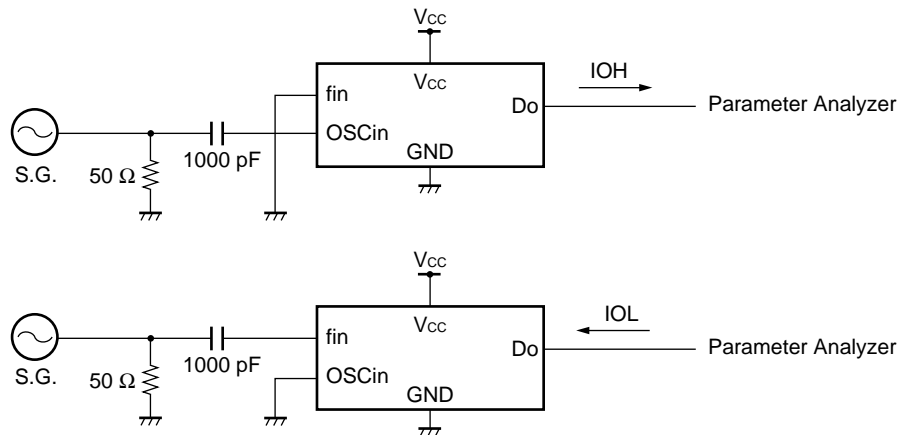 VCC
VCC
fin
OSCin
GND
Do
IOH
Parameter Analyzer
S.G.
50 Ω
1000 pF
VCC
VCC
fin
OSCin
GND
Do
IOL
Parameter Analyzer
S.G.
50 Ω
1000 pF